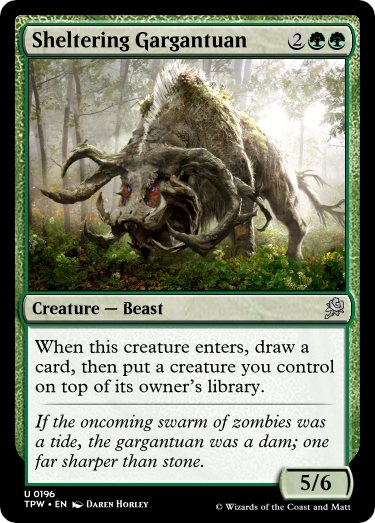 Sheltering Gargantuan 2
Creature — Beast
When this creature enters, draw a
card, then put a creature you control
on top of its owner's library.
If the oncoming swarm of zombies was
a tide, the gargantuan was a dam; one
far sharper than stone.
5/6
U 0196
TPW • EN Daren Horley
© Wizards of the Coast and Matt